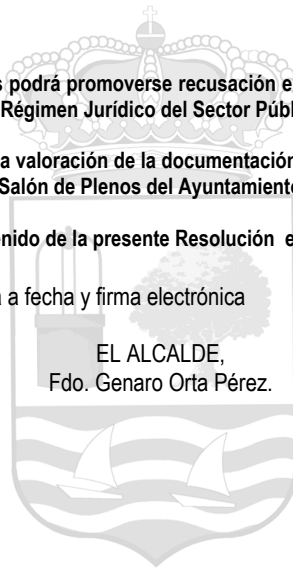 s podrá promoverse recusación e
Régimen Jurídico del Sector Públ
a valoración de la documentación
Salón de Plenos del Ayuntamiento
nido de la presente Resolución e
a fecha y firma electrónica
EL ALCALDE,
Fdo. Genaro Orta Pérez.